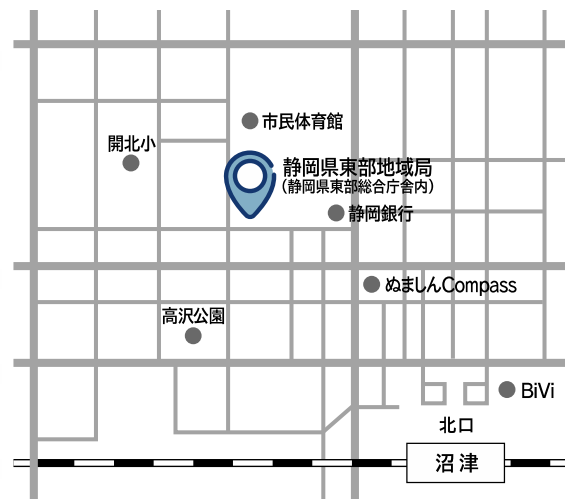 市民体育館
開北小
静岡県東部地域局
（静岡県東部総合庁舎内）
静岡銀行
ぬましんCompass
高沢公園
BiVi
北口
沼津